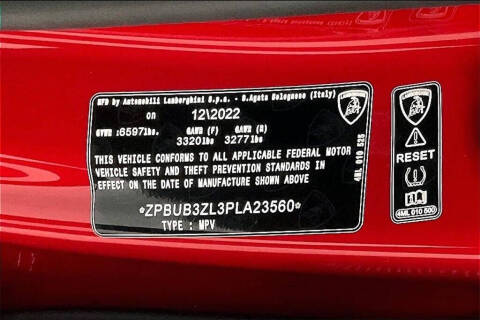 MFD by Automobili Lamborghini S.p.a. - S.Agata Bolognese (Italy)
on 12\2022
GVWR :6597lbs. GAWR (F) 3320lbs GAWR (R) 3277lbs
THIS VEHICLE CONFORMS TO ALL APPLICABLE FEDERAL MOTOR
VEHICLE SAFETY AND THEFT PREVENTION STANDARDS IN
EFFECT ON THE DATE OF MANUFACTURE SHOWN ABOVE
*ZPBUB3ZL3PLA23560*
TYPE : MPV
4ML 010 525
RESET
4ML 010 500